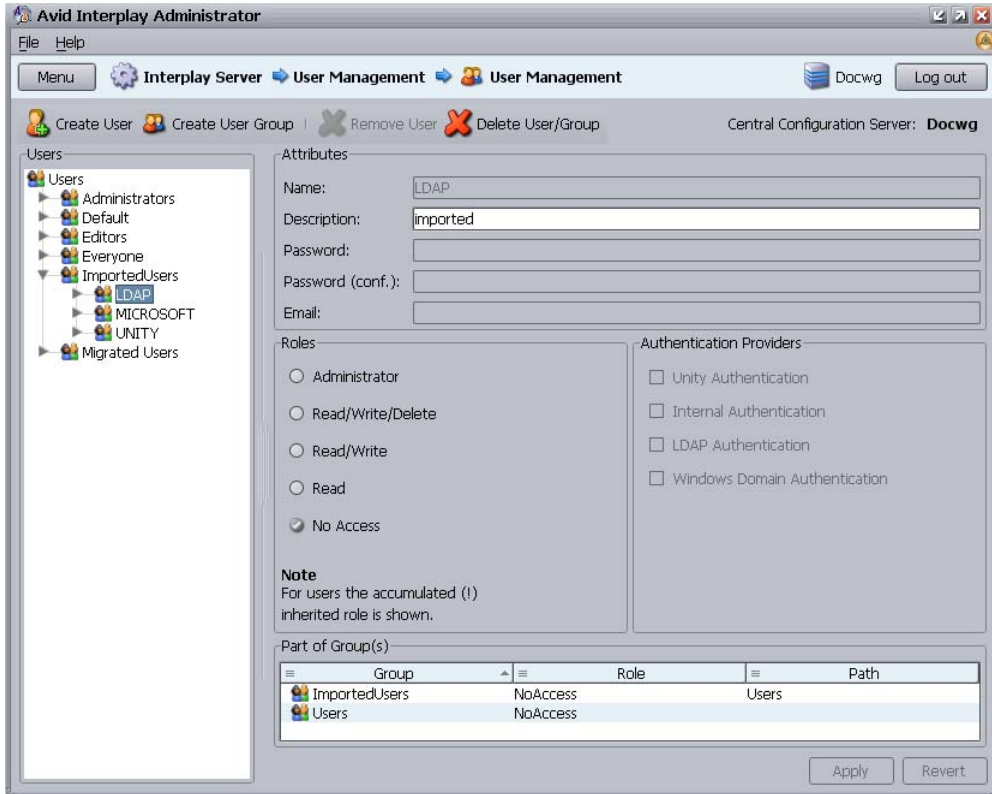 Avid Interplay Administrator
File Help
Menu Interplay Server User Management User Management Docwg Log out
Create User Create User Group Remove User Delete User/Group Central Configuration Server: Docwg
Users
Users
Administrators
Default
Editors
Everyone
ImportedUsers
LDAP
MICROSOFT
UNITY
Migrated Users
Attributes
Name: LDAP
Description: imported
Password:
Password (conf.):
Email:
Roles
Administrator
Read/Write/Delete
Read/Write
Read
No Access
Note
For users the accumulated (!)
inherited role is shown.
Authentication Providers
Unity Authentication
Internal Authentication
LDAP Authentication
Windows Domain Authentication
Part of Group(s)
Group Role Path
ImportedUsers NoAccess Users
Users NoAccess
Apply Revert